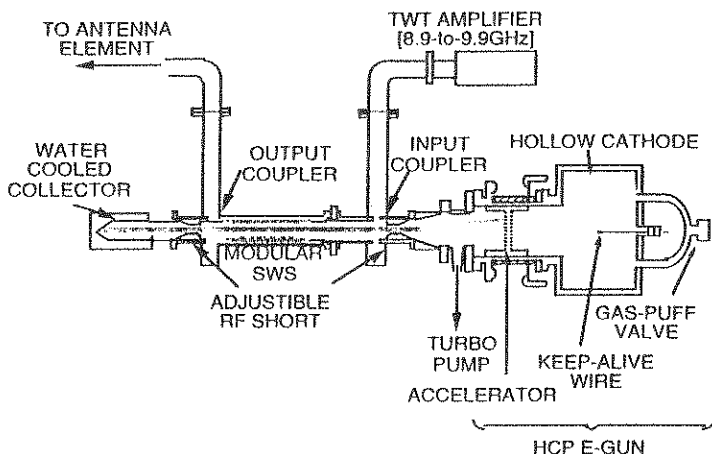 TO ANTENNA
ELEMENT
TWT AMPLIFIER
[8.9-to-9.9GHz]
WATER
COOLED
COLLECTOR
OUTPUT
COUPLER
INPUT
COUPLER
HOLLOW CATHODE
MODULAR
SWS
ADJUSTIBLE
RF SHORT
TURBO
PUMP
ACCELERATOR
KEEP-ALIVE
WIRE
GAS-PUFF
VALVE
HCP E-GUN